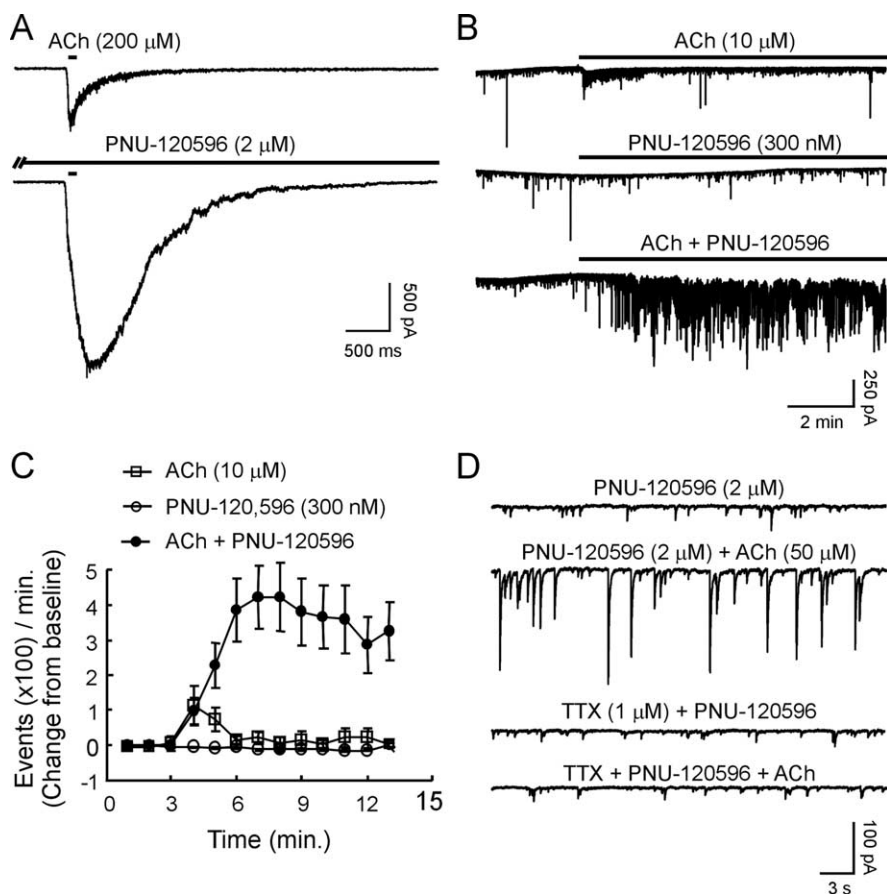 A
ACh (200 µM)
PNU-120596 (2 µM)
500 pA
500 ms
B
ACh (10 µM)
PNU-120596 (300 nM)
ACh + PNU-120596
250 pA
2 min
C
ACh (10 µM)
PNU-120,596 (300 nM)
ACh + PNU-120596
Events (x100) / min.
(Change from baseline)
5
4
3
2
1
0
-1
0 3 6 9 12 15
Time (min.)
D
PNU-120596 (2 µM)
PNU-120596 (2 µM) + ACh (50 µM)
TTX (1 µM) + PNU-120596
TTX + PNU-120596 + ACh
100 pA
3 s